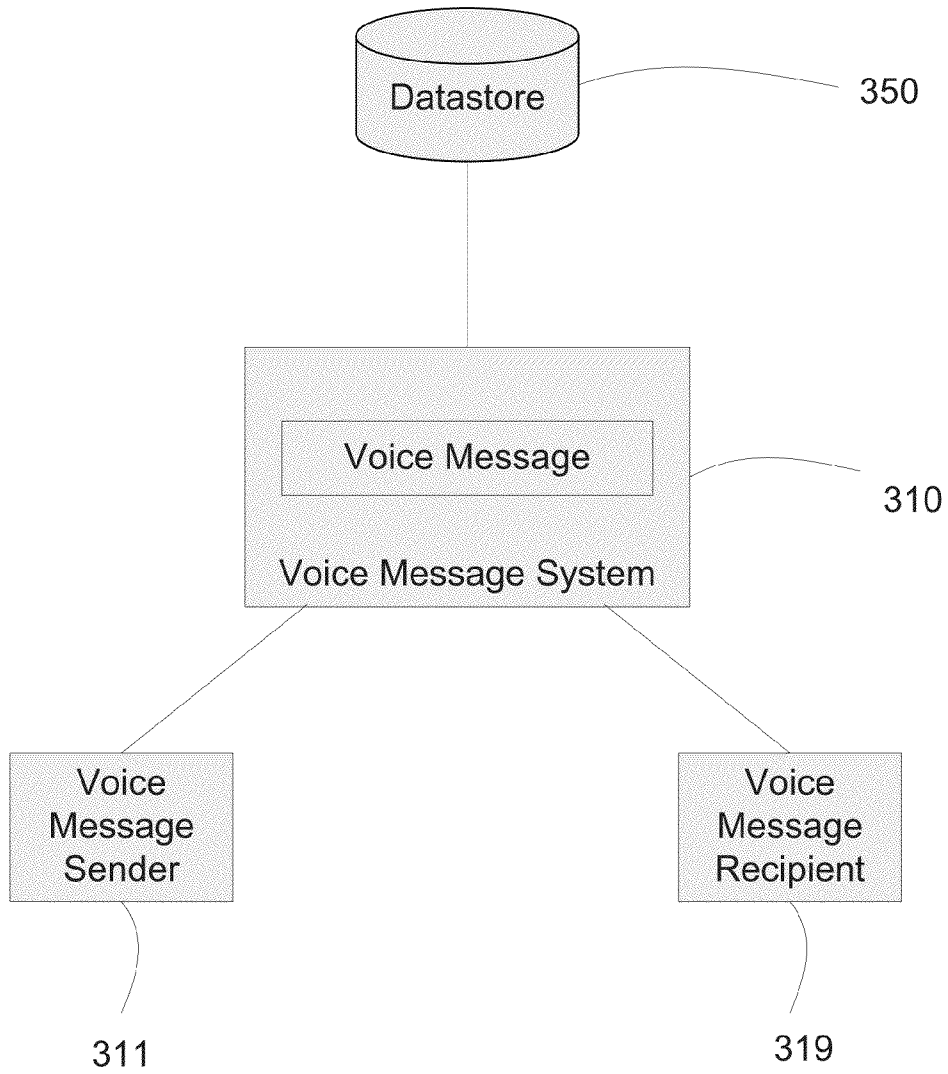 Datastore
350
Voice Message
310
Voice Message System
Voice
Message
Sender
Voice
Message
Recipient
311
319